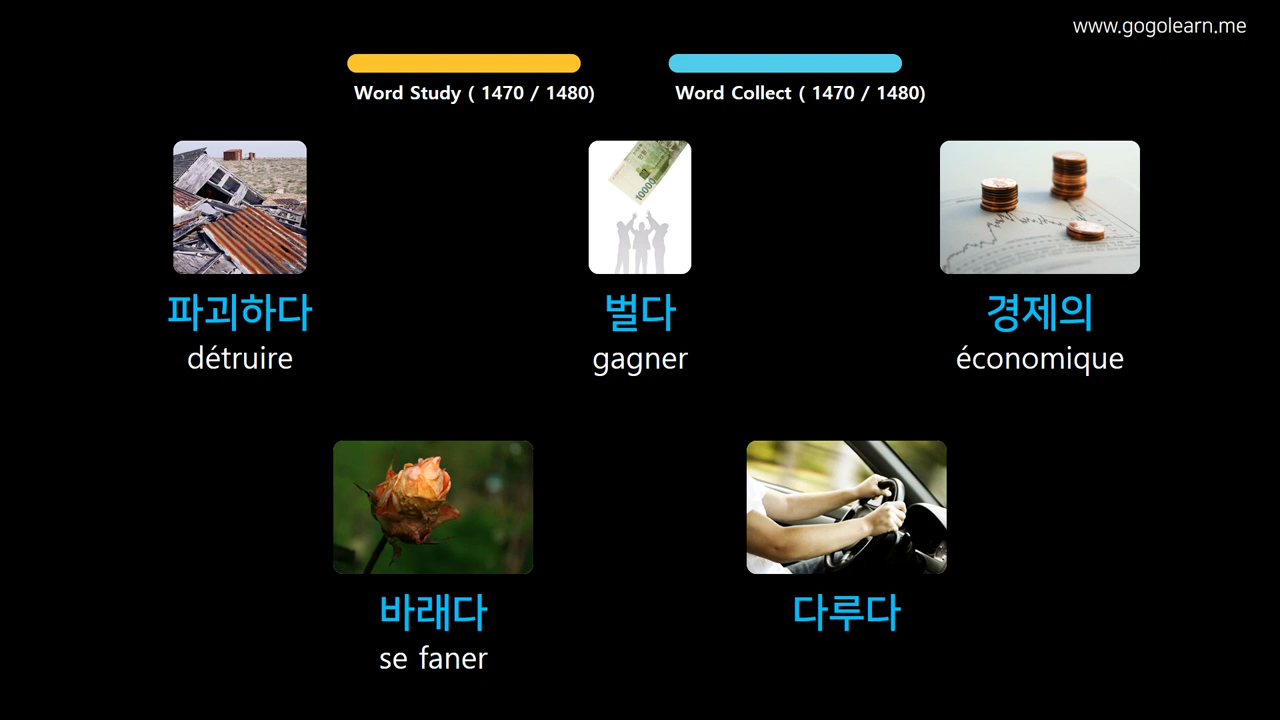 www.gogolearn.me
Word Study ( 1470 / 1480)
Word Collect ( 1470 / 1480)
10000
파괴하다
détruire
벌다
gagner
경제의
économique
바래다
se faner
다루다